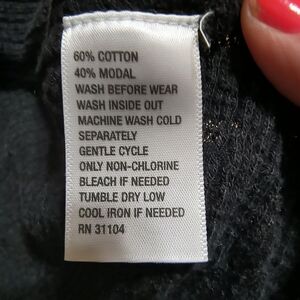 60% COTTON
40% MODAL
WASH BEFORE WEAR
WASH INSIDE OUT
MACHINE WASH COLD
SEPARATELY
GENTLE CYCLE
ONLY NON-CHLORINE
BLEACH IF NEEDED
TUMBLE DRY LOW
COOL IRON IF NEEDED
RN 31104